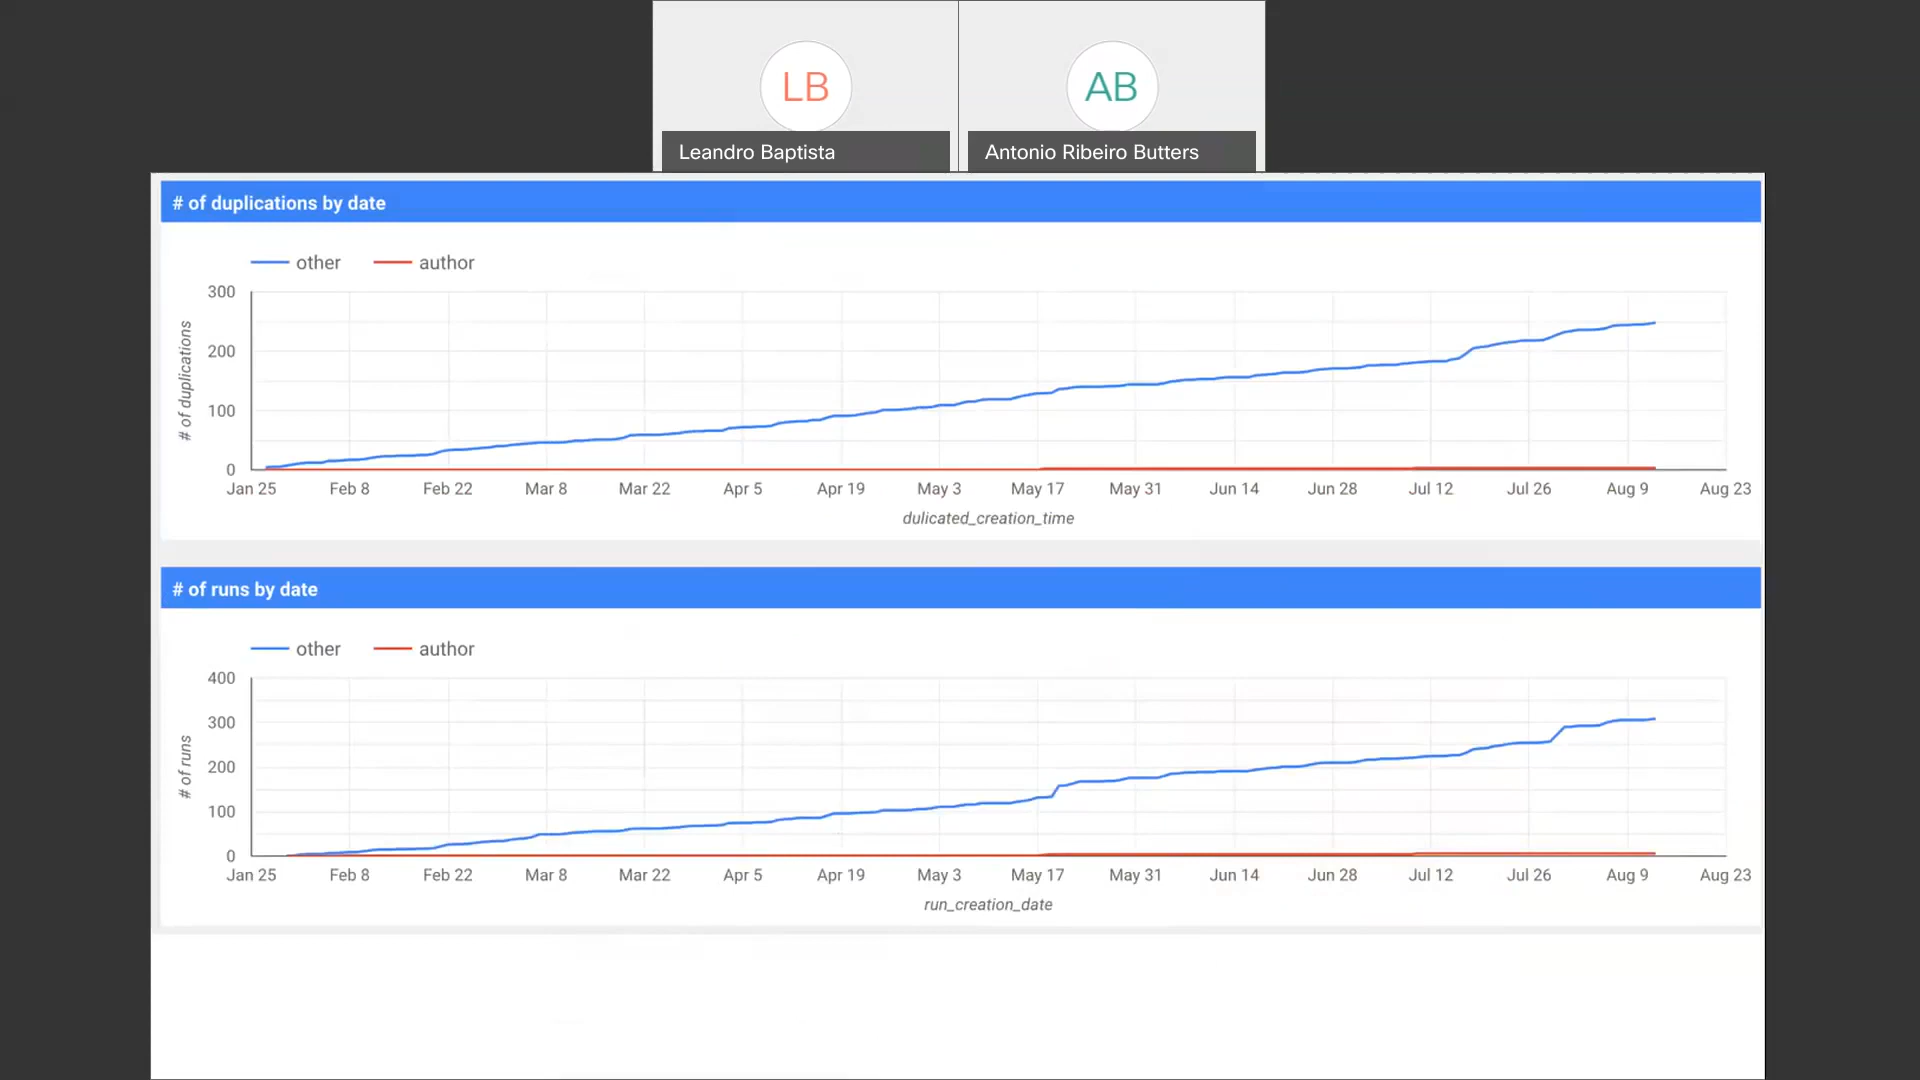 LB
AB
Leandro Baptista
Antonio Ribeiro Butters
# of duplications by date
other author
300
200
100
0
# of duplications
Jan 25 Feb 8 Feb 22 Mar 8 Mar 22 Apr 5 Apr 19 May 3 May 17 May 31 Jun 14 Jun 28 Jul 12 Jul 26 Aug 9 Aug 23
dulicated_creation_time
# of runs by date
other author
400
300
200
100
0
# of runs
Jan 25 Feb 8 Feb 22 Mar 8 Mar 22 Apr 5 Apr 19 May 3 May 17 May 31 Jun 14 Jun 28 Jul 12 Jul 26 Aug 9 Aug 23
run_creation_date